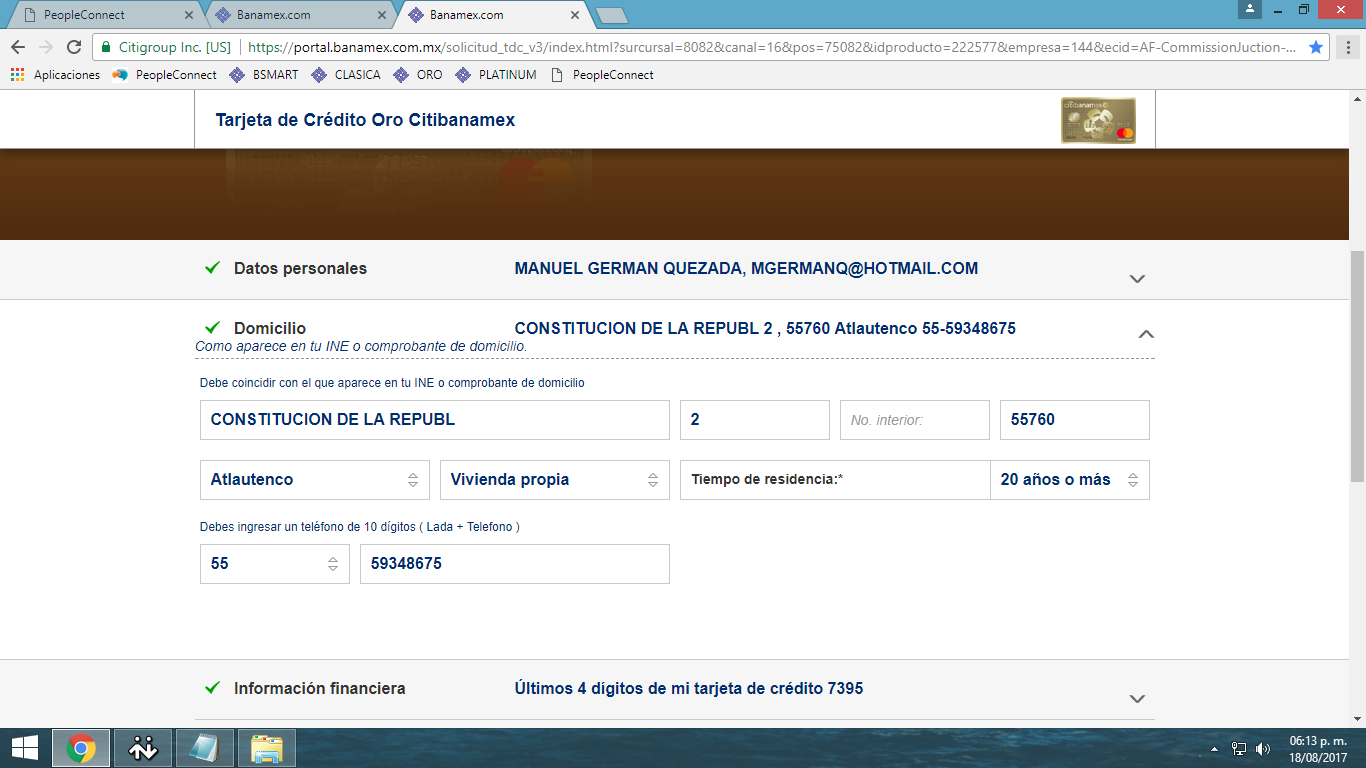 PeopleConnect
Banamex.com
Banamex.com
Citigroup Inc. [US]
https://portal.banamex.com.mx/solicitud_tdc_v3/index.html?surcursal=8082&canal=16&pos=75082&idproducto=222577&empresa=144&ecid=AF-CommissionJuction-...
Aplicaciones PeopleConnect BSMART CLASICA ORO PLATINUM PeopleConnect
Tarjeta de Crédito Oro Citibanamex
citibanamex
Datos personales MANUEL GERMAN QUEZADA, MGERMANQ@HOTMAIL.COM
Domicilio CONSTITUCION DE LA REPUBL 2 , 55760 Atlautenco 55-59348675
Como aparece en tu INE o comprobante de domicilio.
Debe coincidir con el que aparece en tu INE o comprobante de domicilio
CONSTITUCION DE LA REPUBL 2 No. interior: 55760
Atlautenco Vivienda propia Tiempo de residencia:* 20 años o más
Debes ingresar un teléfono de 10 dígitos ( Lada + Telefono )
55 59348675
Información financiera Últimos 4 dígitos de mi tarjeta de crédito 7395
06:13 p. m.
18/08/2017